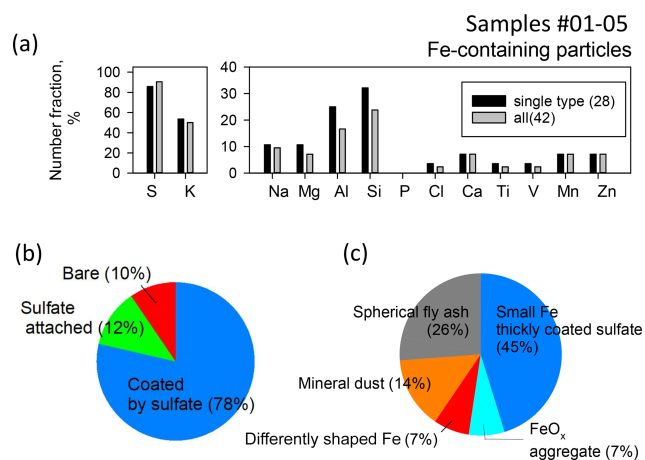 Samples #01-05
(a)
Fe-containing particles
Number fraction,
%
100
80
60
40
20
0
S K
40
30
20
10
0
single type (28)
all(42)
Na Mg Al Si P Cl Ca Ti V Mn Zn
(b)
Bare (10%)
Sulfate
attached (12%)
Coated
by sulfate (78%)
(c)
Spherical fly ash
(26%)
Small Fe
thickly coated sulfate
(45%)
Mineral dust (14%)
Differently shaped Fe (7%)
FeOx
aggregate (7%)